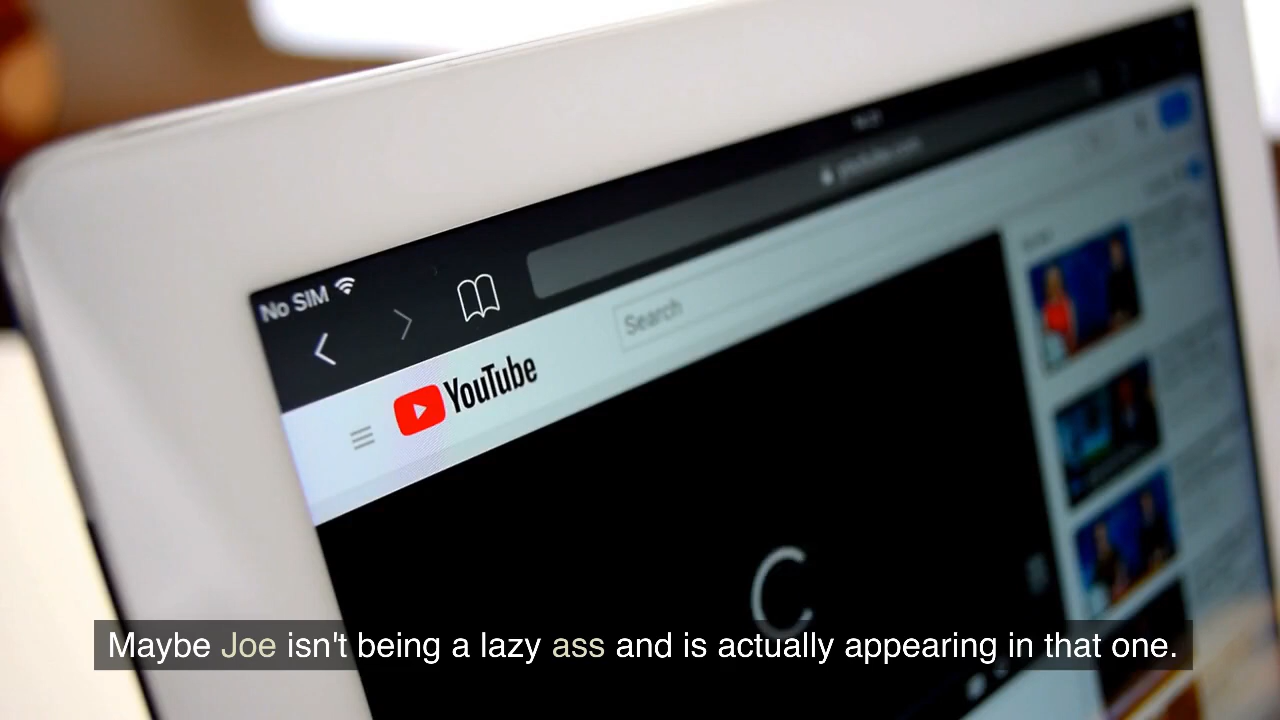 No SIM
Search
YouTube
Maybe Joe isn't being a lazy ass and is actually appearing in that one.